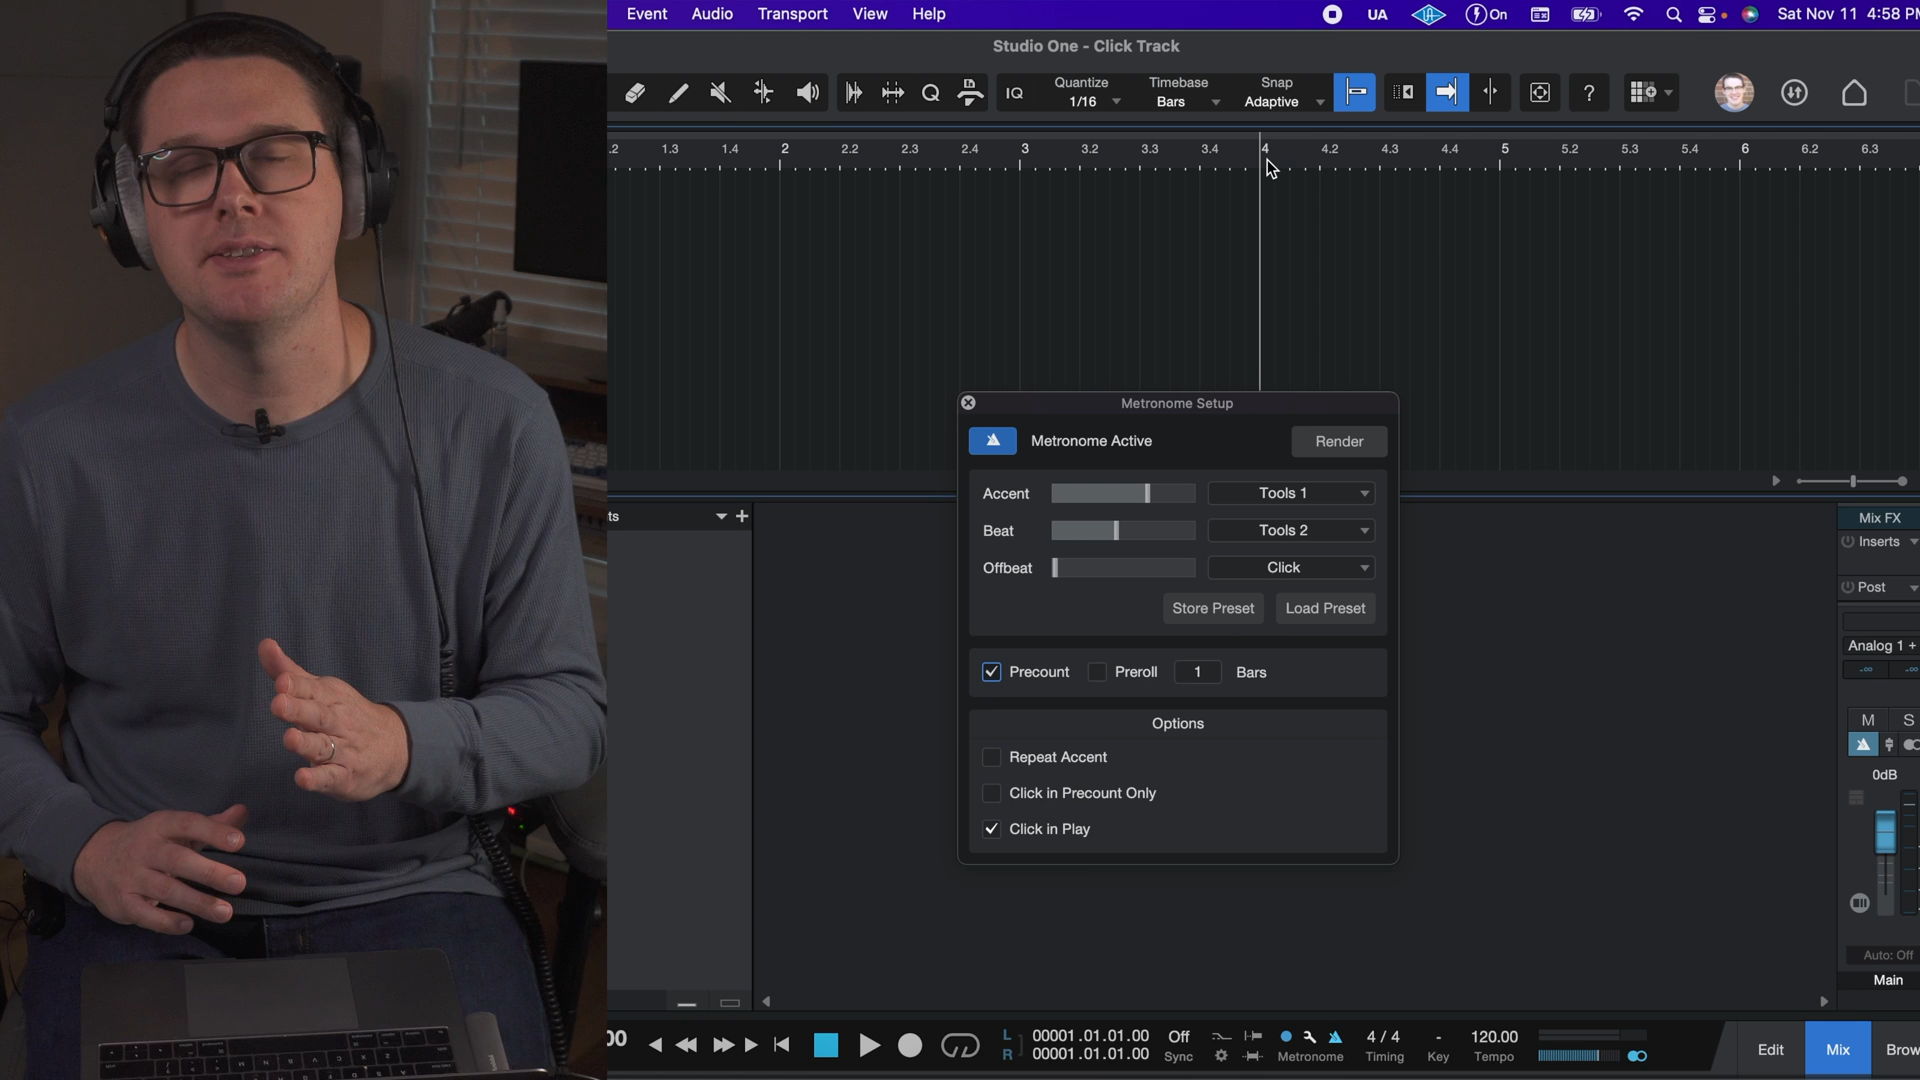 Event Audio Transport View Help UA On Sat Nov 11 4:58 PM
Studio One - Click Track
IQ Quantize 1/16 Timebase Bars Snap Adaptive ?
.2 1.3 1.4 2 2.2 2.3 2.4 3 3.2 3.3 3.4 4 4.2 4.3 4.4 5 5.2 5.3 5.4 6 6.2 6.3
Metronome Setup
Metronome Active Render
Accent Tools 1
Beat Tools 2
Offbeat Click
Store Preset Load Preset
Precount Preroll 1 Bars
Options
Repeat Accent
Click in Precount Only
Click in Play
ts
Mix FX
Inserts
Post
Analog 1 +
-∞ -∞
M S
0dB
Auto: Off
Main
00 L 00001.01.01.00 Off 4 / 4 - 120.00
R 00001.01.01.00 Sync Metronome Timing Key Tempo
Edit Mix Brow